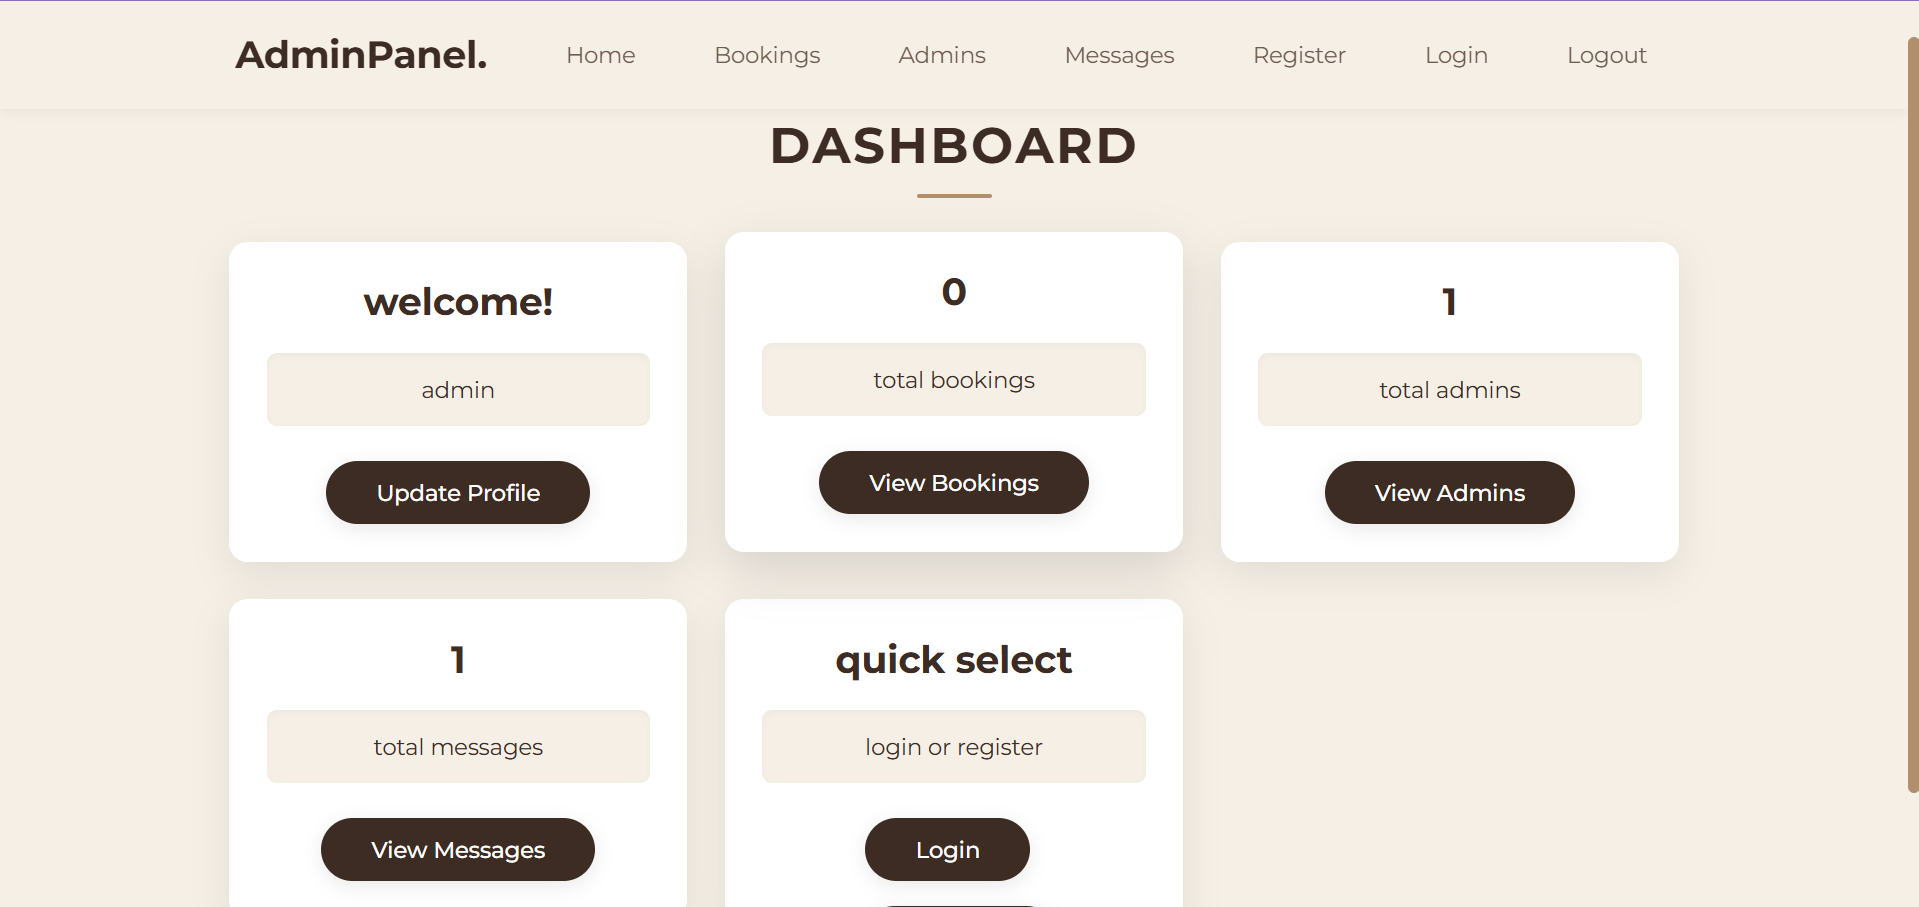 AdminPanel. Home Bookings Admins Messages Register Login Logout
DASHBOARD
welcome!
admin
Update Profile
0
total bookings
View Bookings
1
total admins
View Admins
1
total messages
View Messages
quick select
login or register
Login